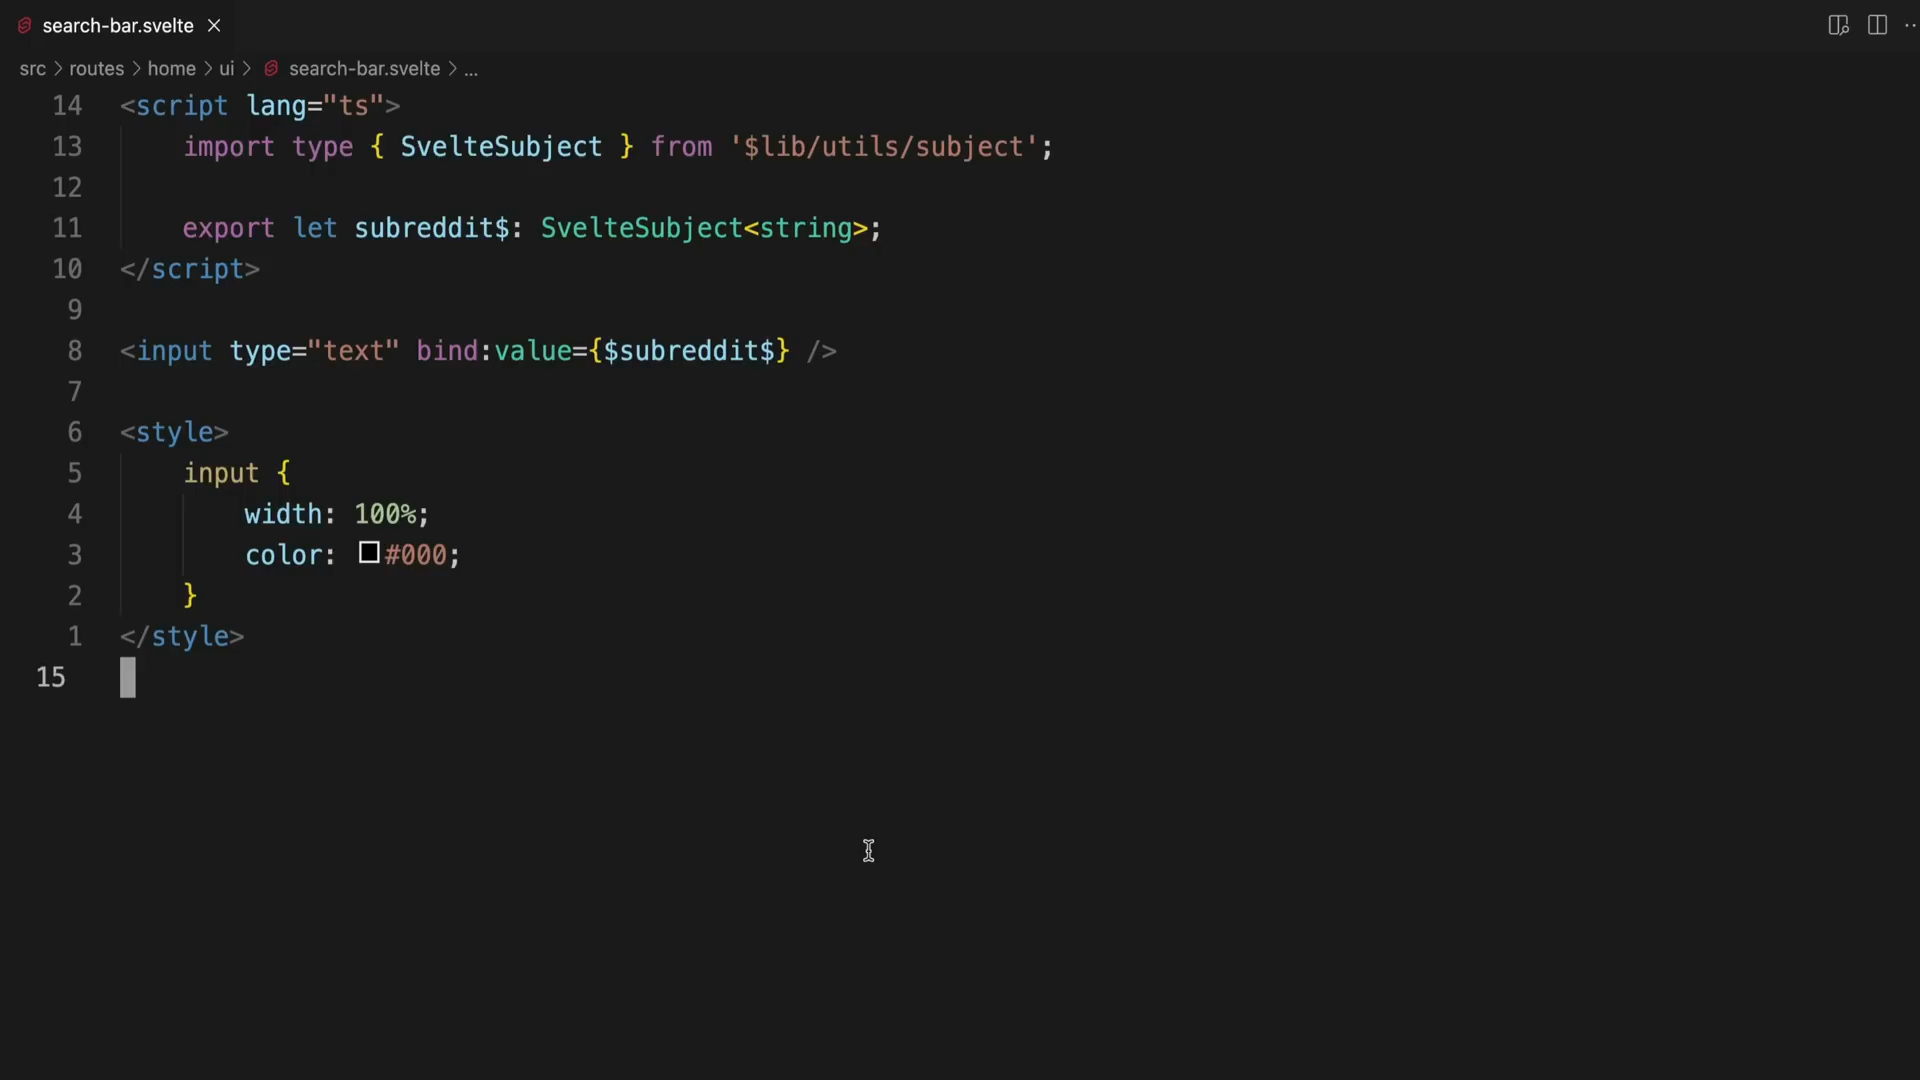 search-bar.svelte
src > routes > home > ui > search-bar.svelte > ...
14 <script lang="ts">
13 import type { SvelteSubject } from '$lib/utils/subject';
12
11 export let subreddit$: SvelteSubject<string>;
10 </script>
9
8 <input type="text" bind:value={$subreddit$} />
7
6 <style>
5 input {
4 width: 100%;
3 color: #000;
2 }
1 </style>
15